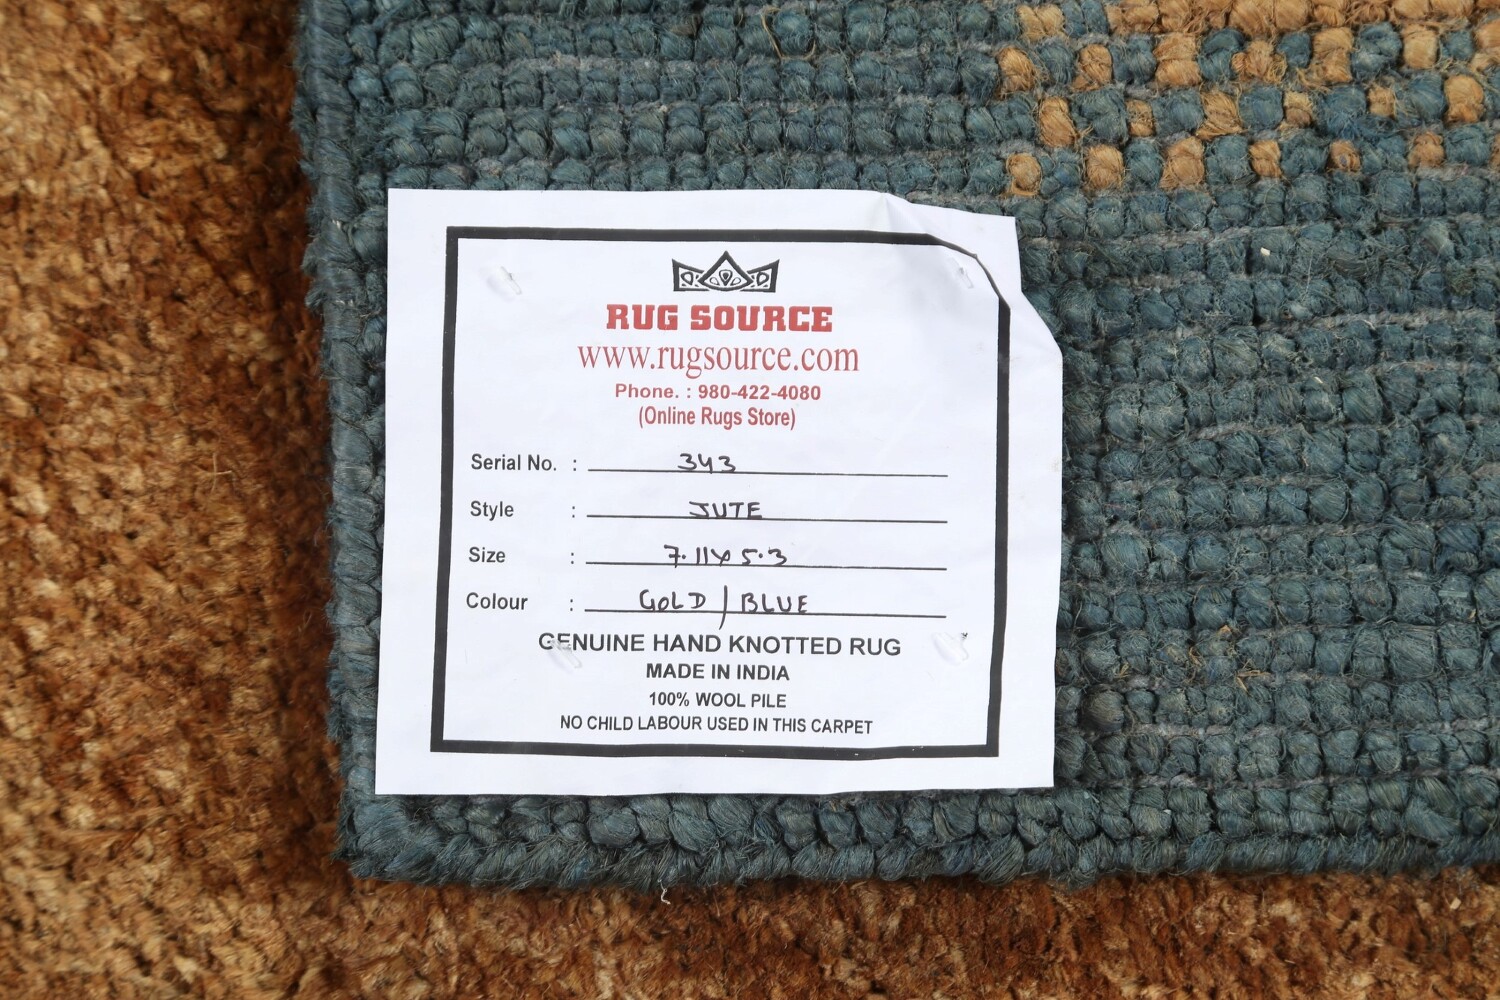 RUG SOURCE
www.rugsource.com
Phone. : 980-422-4080
(Online Rugs Store)
Serial No. : 343
Style : JUTE
Size : 7.11x5.3
Colour : GOLD/BLUE
GENUINE HAND KNOTTED RUG
MADE IN INDIA
100% WOOL PILE
NO CHILD LABOUR USED IN THIS CARPET